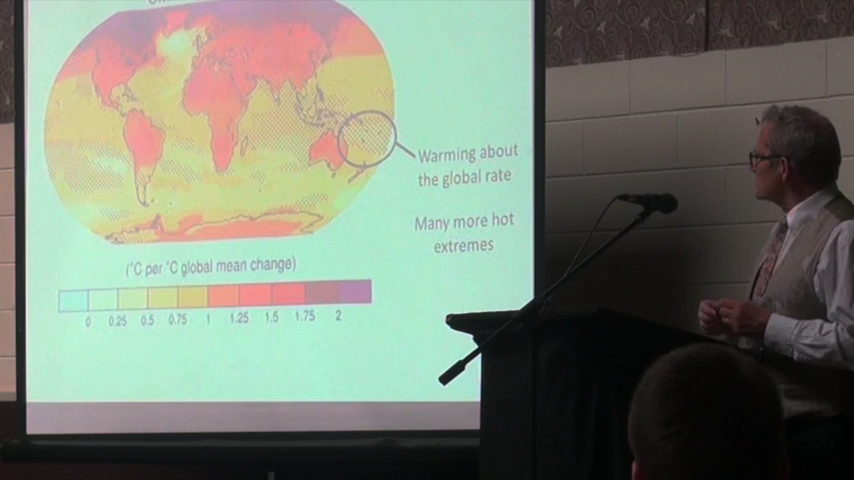 Warming about
the global rate
Many more hot
extremes
(°C per °C global mean change)
0 0.25 0.5 0.75 1 1.25 1.5 1.75 2